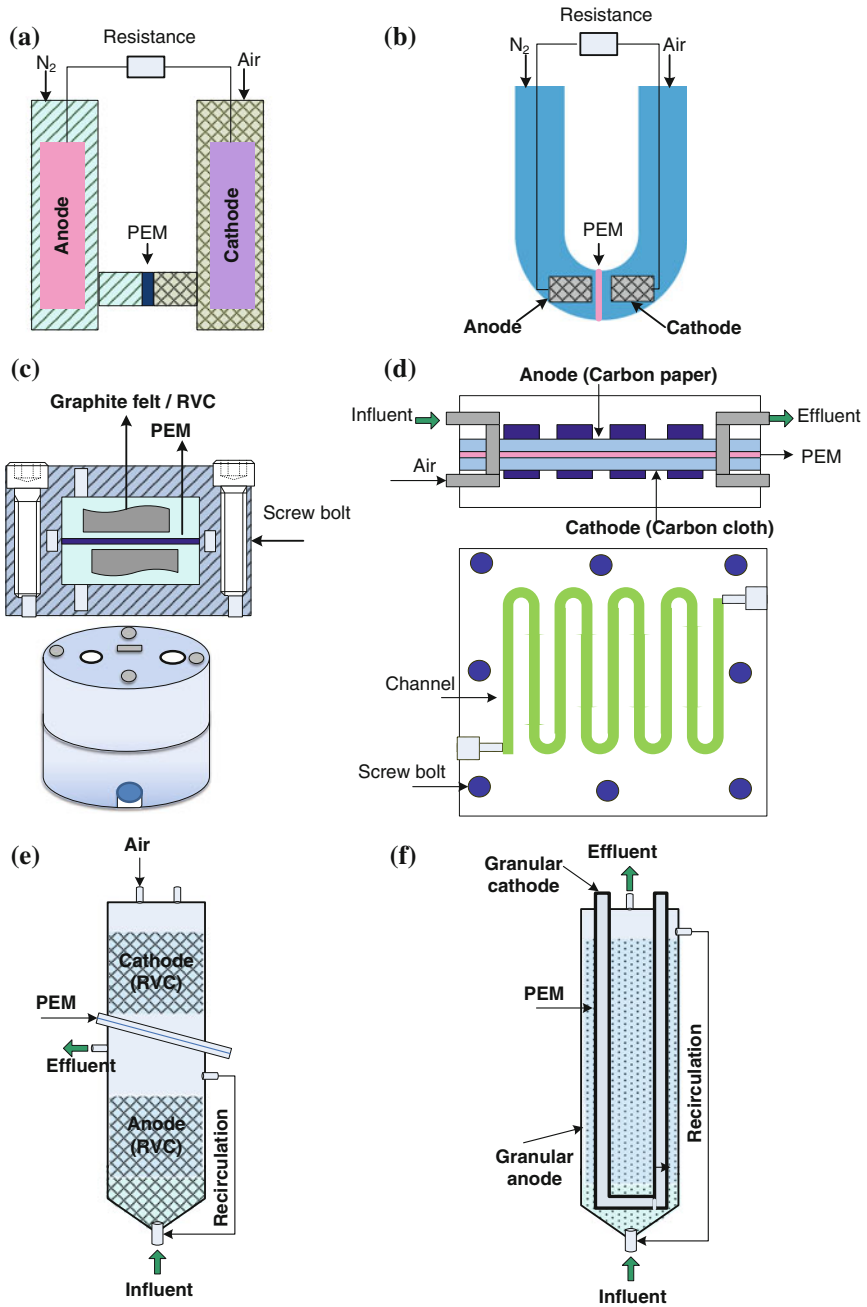 (a)
Resistance
N2
Air
Anode
PEM
Cathode
(b)
Resistance
N2
Air
PEM
Anode
Cathode
(c)
Graphite felt / RVC
PEM
Screw bolt
(d)
Anode (Carbon paper)
Influent
Effluent
PEM
Air
Cathode (Carbon cloth)
Channel
Screw bolt
(e)
Air
Cathode
(RVC)
PEM
Effluent
Anode
(RVC)
Recirculation
Influent
(f)
Granular
cathode
Effluent
PEM
Recirculation
Granular
anode
Influent